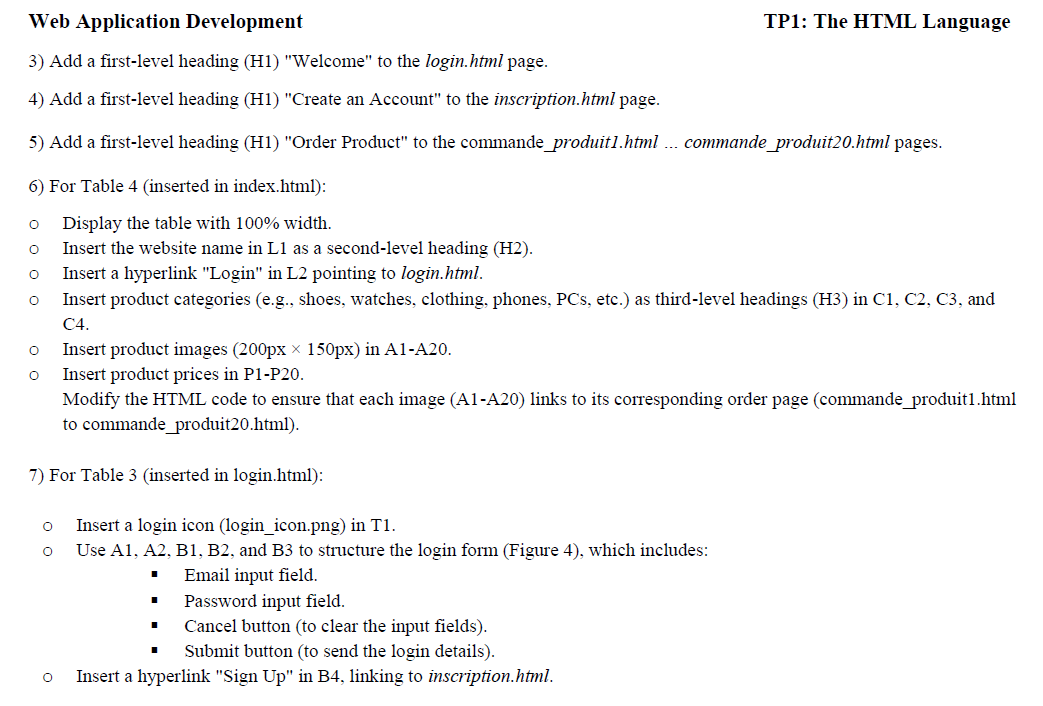 Web Application Development TP1: The HTML Language
3) Add a first-level heading (H1) "Welcome" to the login.html page.
4) Add a first-level heading (H1) "Create an Account" to the inscription.html page.
5) Add a first-level heading (H1) "Order Product" to the commande_produit1.html ... commande_produit20.html pages.
6) For Table 4 (inserted in index.html):
o Display the table with 100% width.
o Insert the website name in L1 as a second-level heading (H2).
o Insert a hyperlink "Login" in L2 pointing to login.html.
o Insert product categories (e.g., shoes, watches, clothing, phones, PCs, etc.) as third-level headings (H3) in C1, C2, C3, and
C4.
o Insert product images (200px × 150px) in A1-A20.
o Insert product prices in P1-P20.
Modify the HTML code to ensure that each image (A1-A20) links to its corresponding order page (commande_produit1.html
to commande_produit20.html).
7) For Table 3 (inserted in login.html):
o Insert a login icon (login_icon.png) in T1.
o Use A1, A2, B1, B2, and B3 to structure the login form (Figure 4), which includes:
▪ Email input field.
▪ Password input field.
▪ Cancel button (to clear the input fields).
▪ Submit button (to send the login details).
o Insert a hyperlink "Sign Up" in B4, linking to inscription.html.